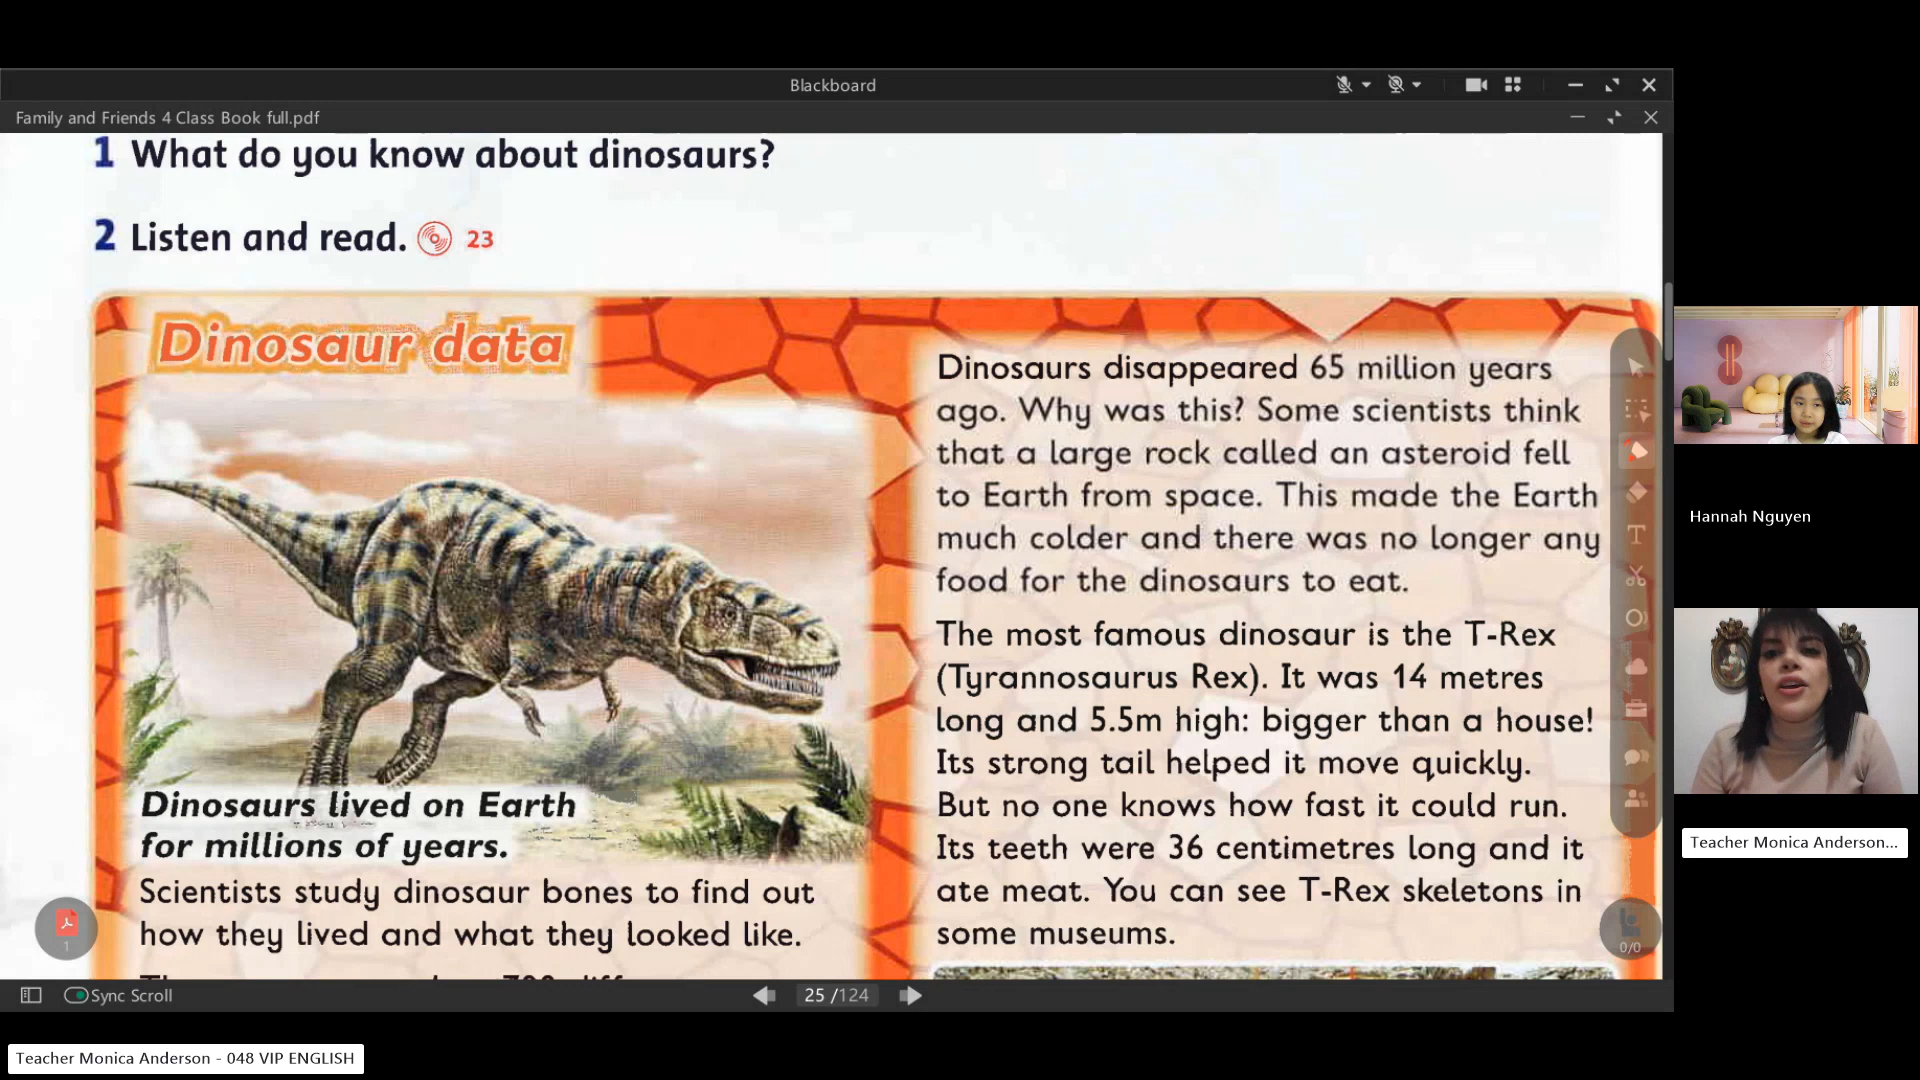 Blackboard
Family and Friends 4 Class Book full.pdf
1 What do you know about dinosaurs?
2 Listen and read. 23
Dinosaur data
Dinosaurs lived on Earth
for millions of years.
Scientists study dinosaur bones to find out
how they lived and what they looked like.
Dinosaurs disappeared 65 million years
ago. Why was this? Some scientists think
that a large rock called an asteroid fell
to Earth from space. This made the Earth
much colder and there was no longer any
food for the dinosaurs to eat.
The most famous dinosaur is the T-Rex
(Tyrannosaurus Rex). It was 14 metres
long and 5.5m high: bigger than a house!
Its strong tail helped it move quickly.
But no one knows how fast it could run.
Its teeth were 36 centimetres long and it
ate meat. You can see T-Rex skeletons in
some museums.
1
0/0
Sync Scroll
25 /124
Hannah Nguyen
Teacher Monica Anderson...
Teacher Monica Anderson - 048 VIP ENGLISH